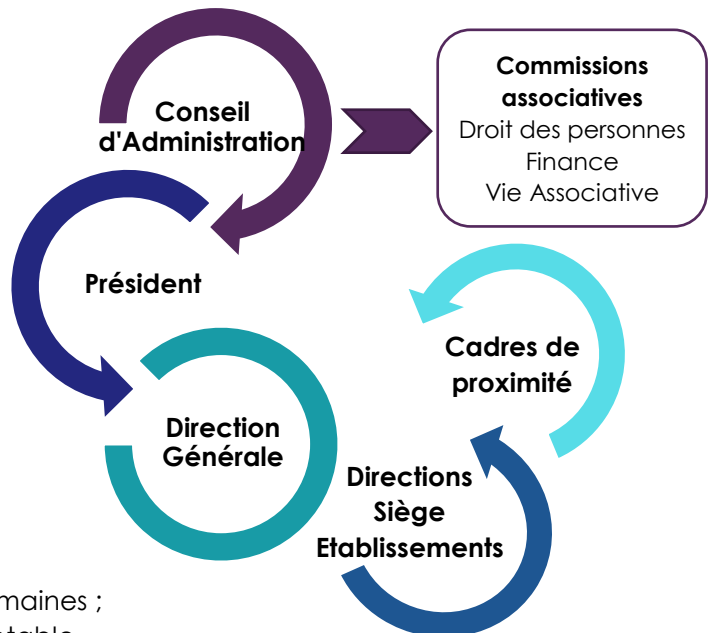 Conseil
d'Administration
Commissions
associatives
Droit des personnes
Finance
Vie Associative
Président
Cadres de
proximité
Direction
Générale
Directions
Siège
Etablissements
maines ;